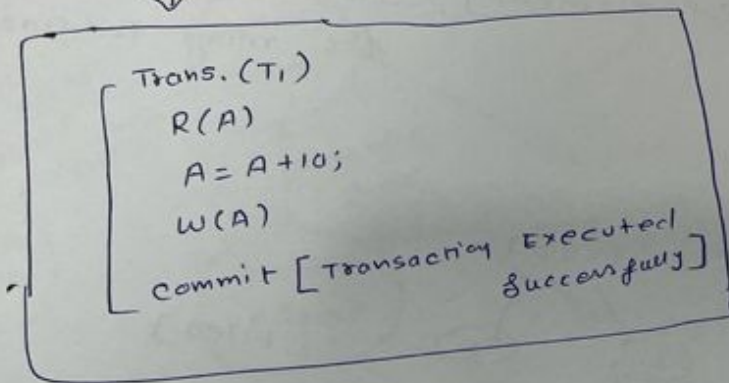 Trans. (T₁)
R(A)
A = A + 10;
W(A)
Commit [Transaction Executed
Successfully]